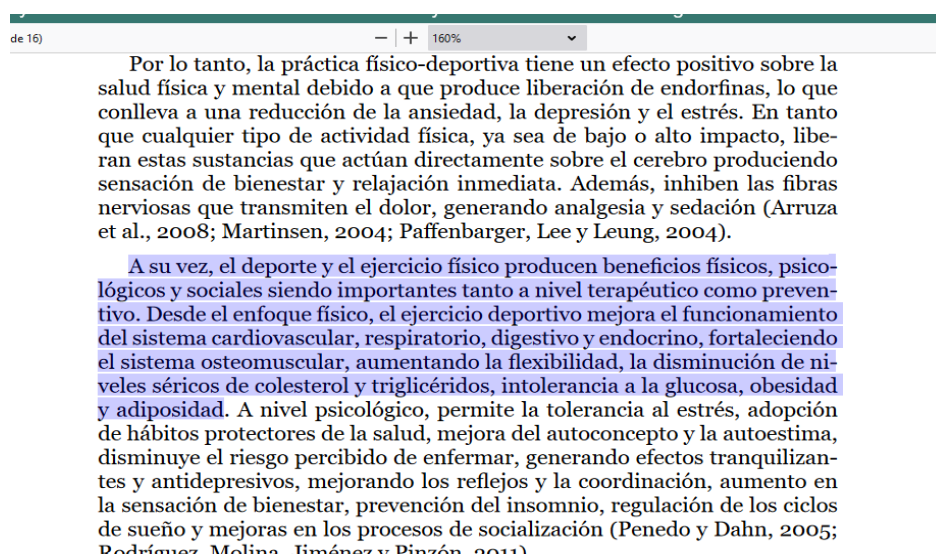 de 16)
160%
Por lo tanto, la práctica físico-deportiva tiene un efecto positivo sobre la
salud física y mental debido a que produce liberación de endorfinas, lo que
conlleva a una reducción de la ansiedad, la depresión y el estrés. En tanto
que cualquier tipo de actividad física, ya sea de bajo o alto impacto, libe-
ran estas sustancias que actúan directamente sobre el cerebro produciendo
sensación de bienestar y relajación inmediata. Además, inhiben las fibras
nerviosas que transmiten el dolor, generando analgesia y sedación (Arruza
et al., 2008; Martinsen, 2004; Paffenbarger, Lee y Leung, 2004).
A su vez, el deporte y el ejercicio físico producen beneficios físicos, psico-
lógicos y sociales siendo importantes tanto a nivel terapéutico como preven-
tivo. Desde el enfoque físico, el ejercicio deportivo mejora el funcionamiento
del sistema cardiovascular, respiratorio, digestivo y endocrino, fortaleciendo
el sistema osteomuscular, aumentando la flexibilidad, la disminución de ni-
veles séricos de colesterol y triglicéridos, intolerancia a la glucosa, obesidad
y adiposidad. A nivel psicológico, permite la tolerancia al estrés, adopción
de hábitos protectores de la salud, mejora del autoconcepto y la autoestima,
disminuye el riesgo percibido de enfermar, generando efectos tranquilizan-
tes y antidepresivos, mejorando los reflejos y la coordinación, aumento en
la sensación de bienestar, prevención del insomnio, regulación de los ciclos
de sueño y mejoras en los procesos de socialización (Penedo y Dahn, 2005;
Rodríguez, Molina, Jiménez y Pinzón, 2011)